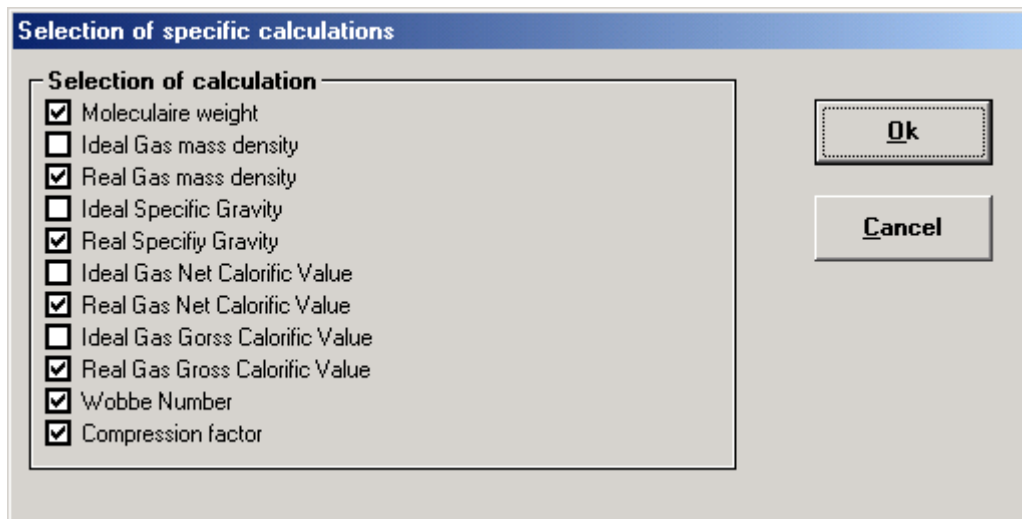 Selection of specific calculations
Selection of calculation
Moleculaire weight
Ideal Gas mass density
Real Gas mass density
Ideal Specific Gravity
Real Specifiy Gravity
Ideal Gas Net Calorific Value
Real Gas Net Calorific Value
Ideal Gas Gorss Calorific Value
Real Gas Gross Calorific Value
Wobbe Number
Compression factor
Ok
Cancel